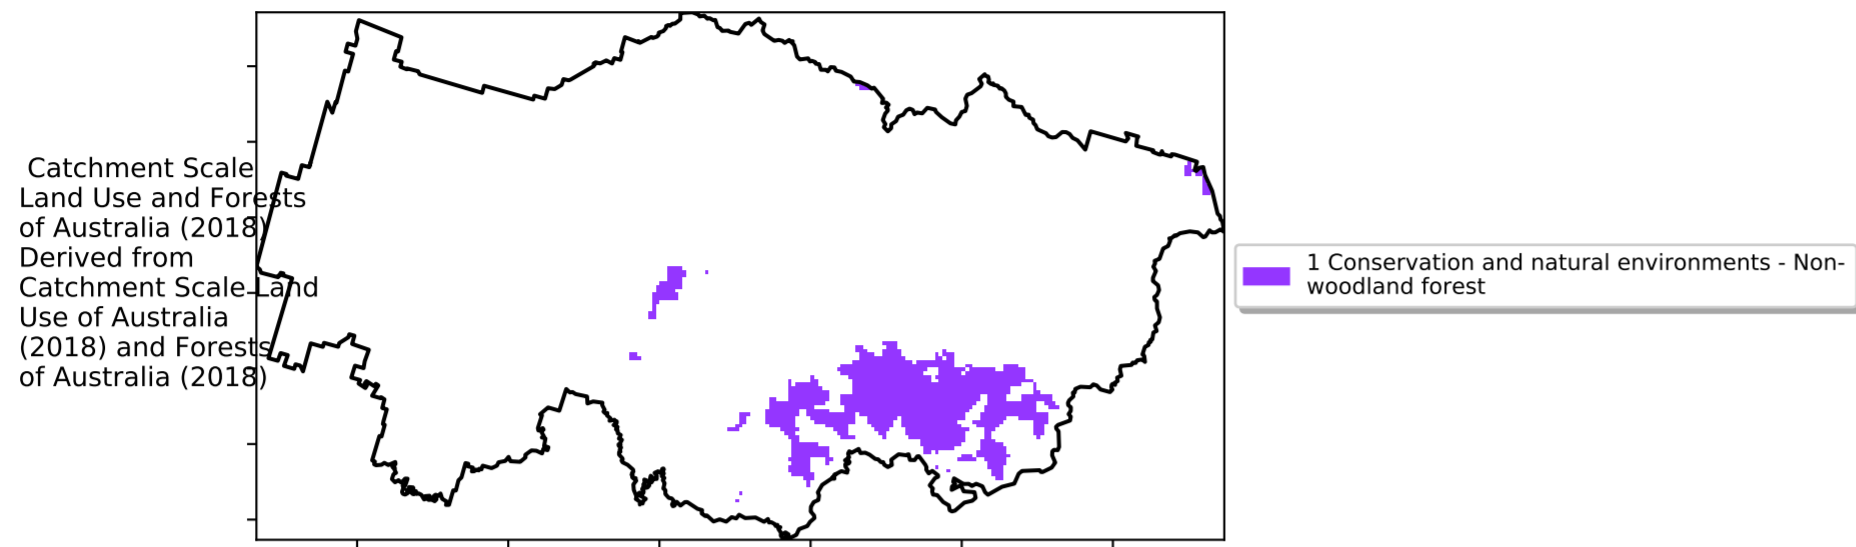 Catchment Scale
Land Use and Forests
of Australia (2018)
Derived from
Catchment Scale Land
Use of Australia
(2018) and Forests
of Australia (2018)
1 Conservation and natural environments - Non-
woodland forest